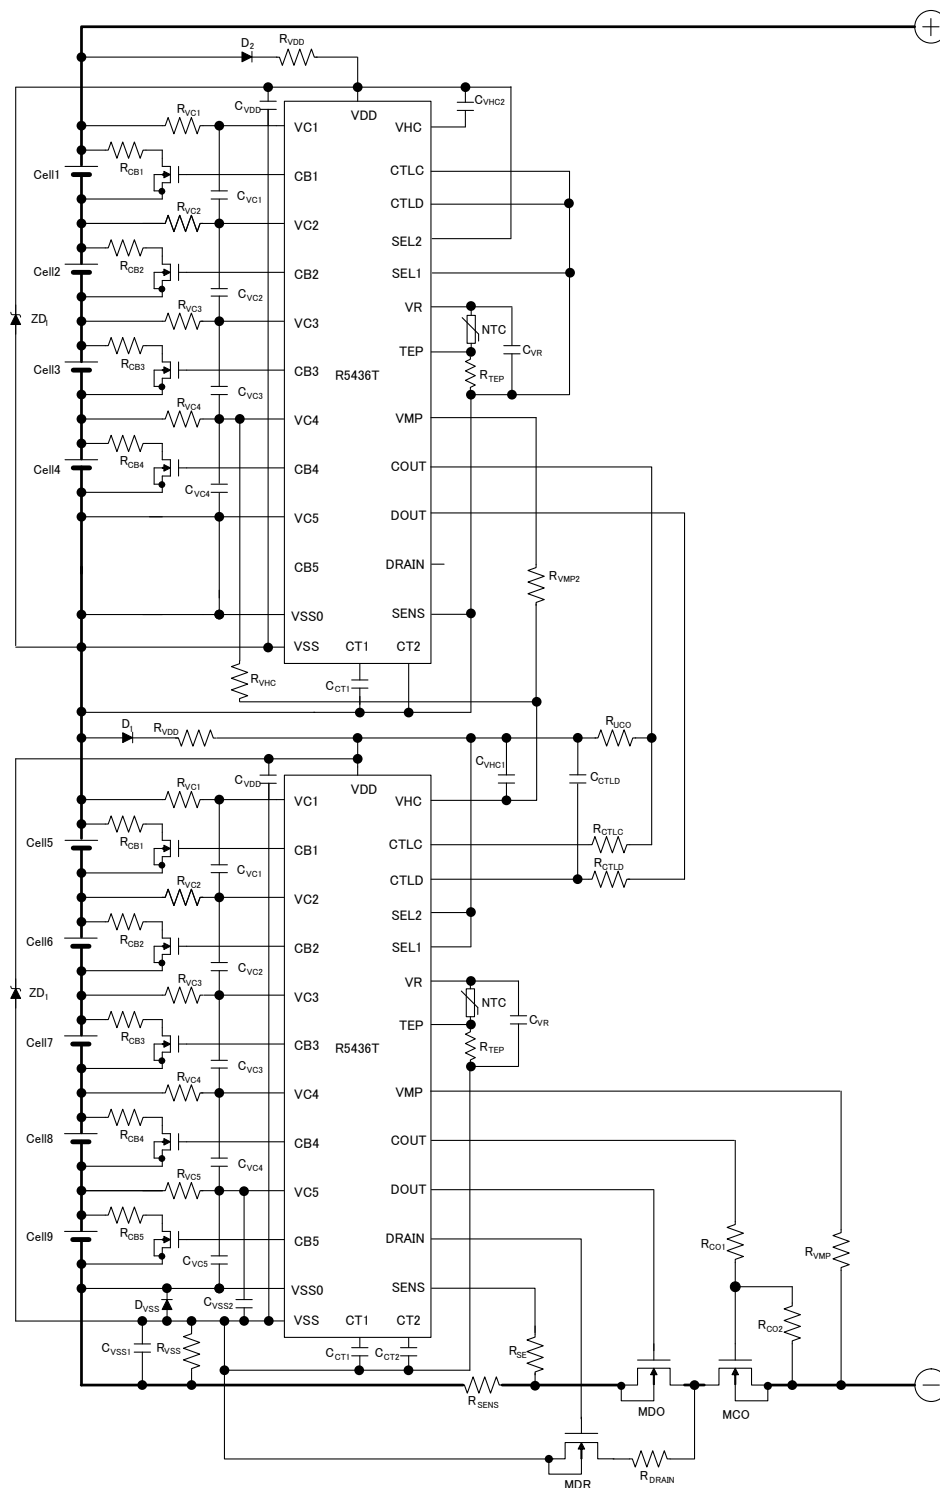 +
D2 RVDD
CVDD VDD CVHC2
RVC1 VC1 VHC
Cell1 RCB1 CB1 CTLC
CVC1 CTLD
RVC2 VC2 SEL2
Cell2 RCB2 CB2 SEL1
CVC2
ZD1 RVC3 VC3 VR NTC CVR
TEP RTEP
Cell3 RCB3 CB3 R5436T
CVC3
RVC4 VC4 VMP
Cell4 RCB4 CB4 COUT
CVC4
VC5 DOUT
CB5 DRAIN RVMP2
VSS0 SENS
VSS CT1 CT2
RVHC CCT1
D1 RVDD RUCO
CVDD VDD CVHC1 CCTLD
RVC1 VC1 VHC
Cell5 RCB1 CB1 CTLC RCTLC
CVC1 CTLD RCTLD
RVC2 VC2 SEL2
Cell6 RCB2 CB2 SEL1
CVC2
ZD1 RVC3 VC3 VR NTC CVR
TEP RTEP
Cell7 RCB3 CB3 R5436T
CVC3
RVC4 VC4 VMP
Cell8 RCB4 CB4 COUT
CVC4
RVC5 VC5 DOUT
Cell9 RCB5 CB5 DRAIN RCO1 RVMP
CVC5
VSS0 SENS
DVSS CVSS2
VSS CT1 CT2 RCO2
CVSS1 RVSS CCT1 CCT2 RSE
RSENS MDO MCO −
MDR RDRAIN